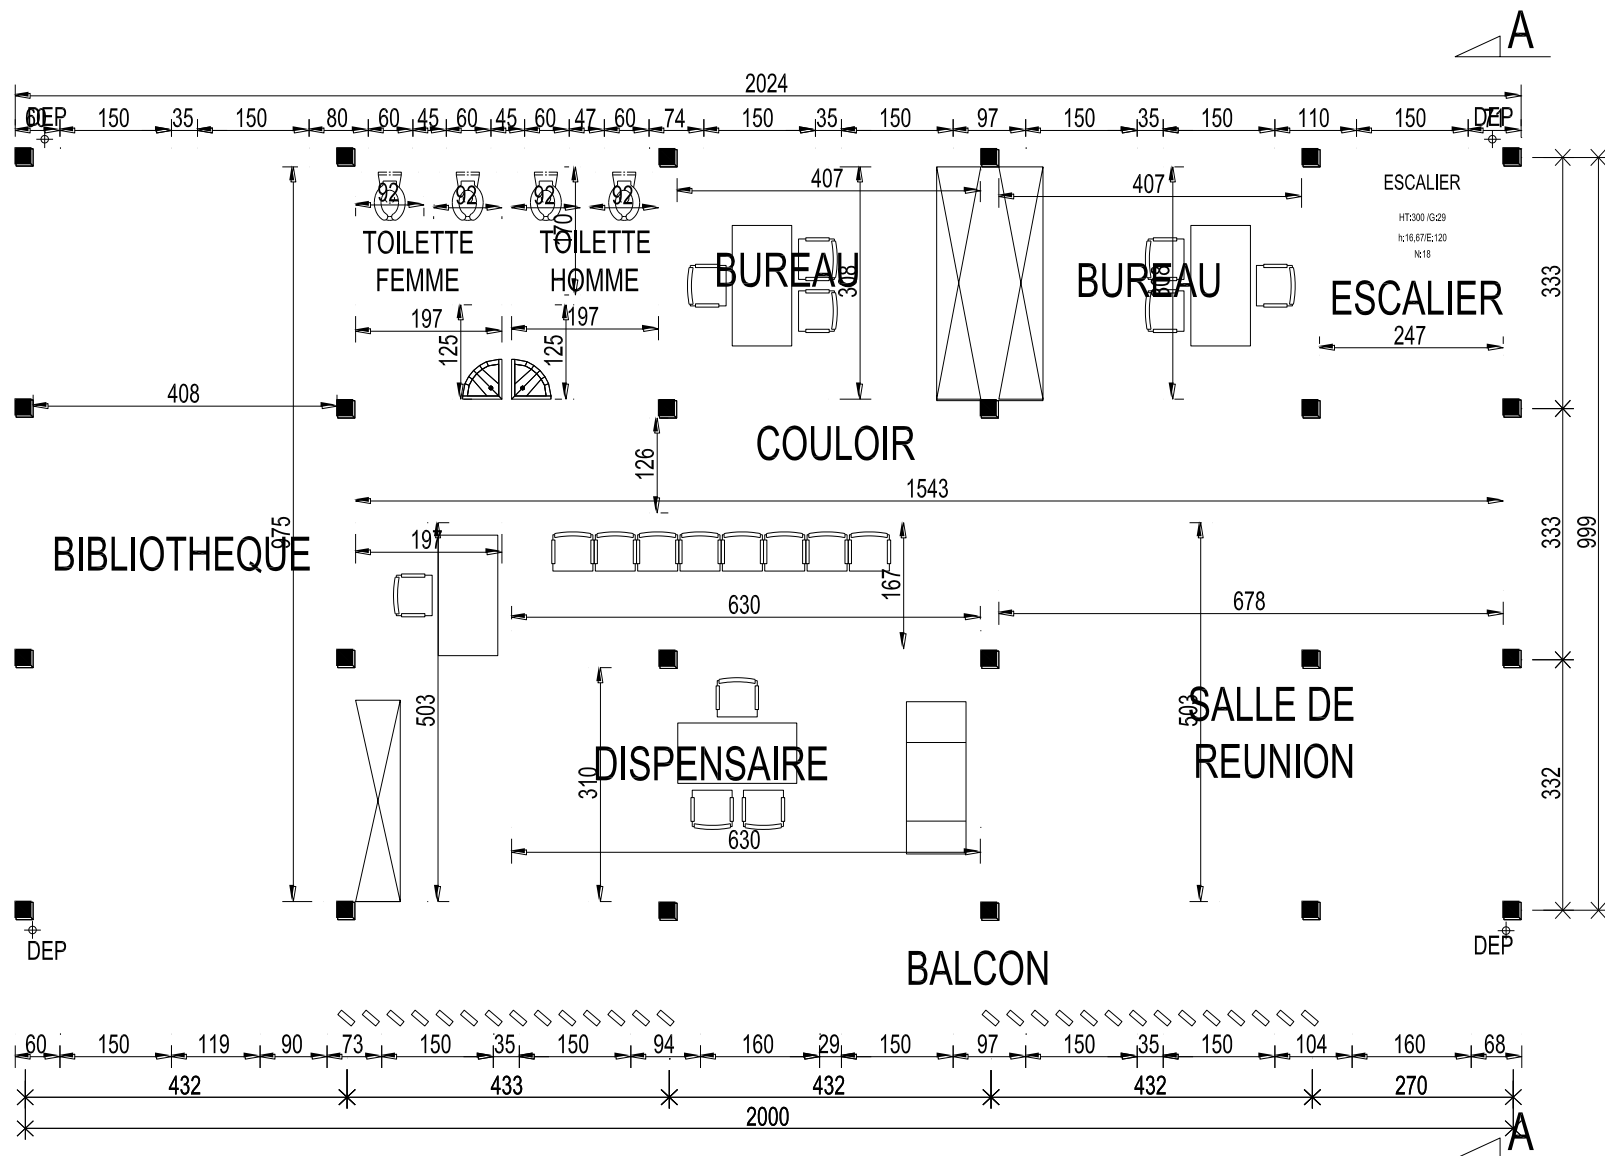 A
2024
DEP
DEP
60 150 35 150 80 60 45 60 45 60 47 60 74 150 35 150 97 150 35 150 110 150 71
92 92 92 92
407
407
ESCALIER
HT:300 /G:29
h:16,67/E:120
N:18
TOILETTE
FEMME
TOILETTE
HOMME
170
BUREAU
308
BUREAU
308
ESCALIER
333
197
197
125
125
247
408
COULOIR
126
1543
BIBLIOTHEQUE
975
197
167
333
999
630
678
503
503
SALLE DE
REUNION
310
DISPENSAIRE
332
630
DEP
DEP
BALCON
60 150 119 90 73 150 35 150 94 160 29 150 97 150 35 150 104 160 68
432 433 432 432 270
2000
A